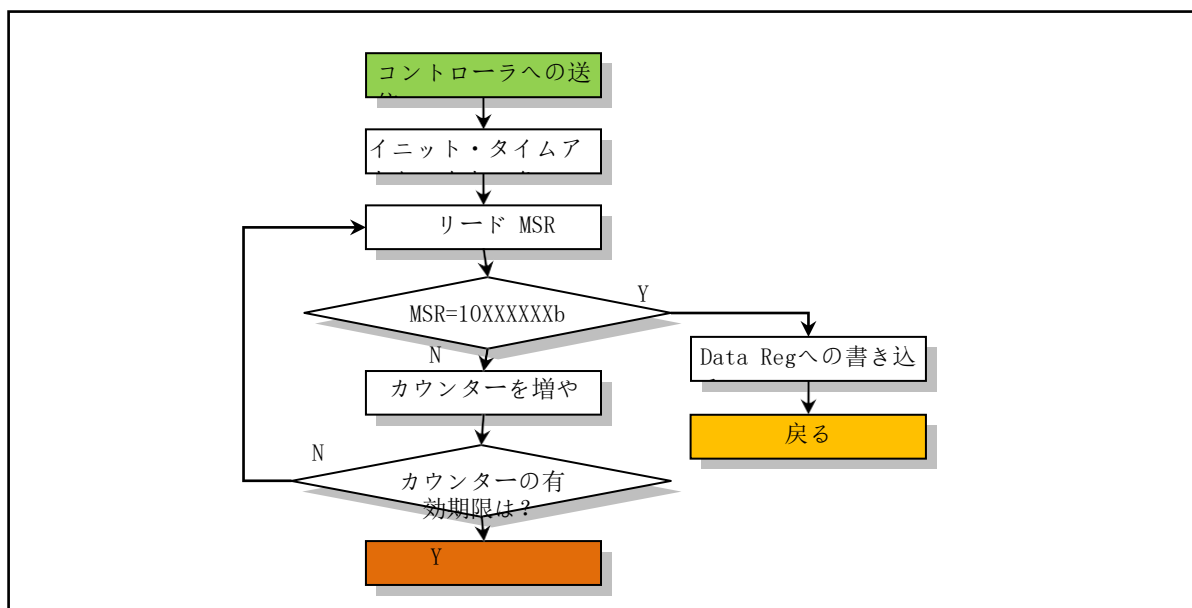 コントローラへの送
イニット・タイムア
リード MSR
MSR=10XXXXXXb
Y
N
Data Regへの書き込
カウンターを増や
戻る
N
カウンターの有
効期限は？
Y